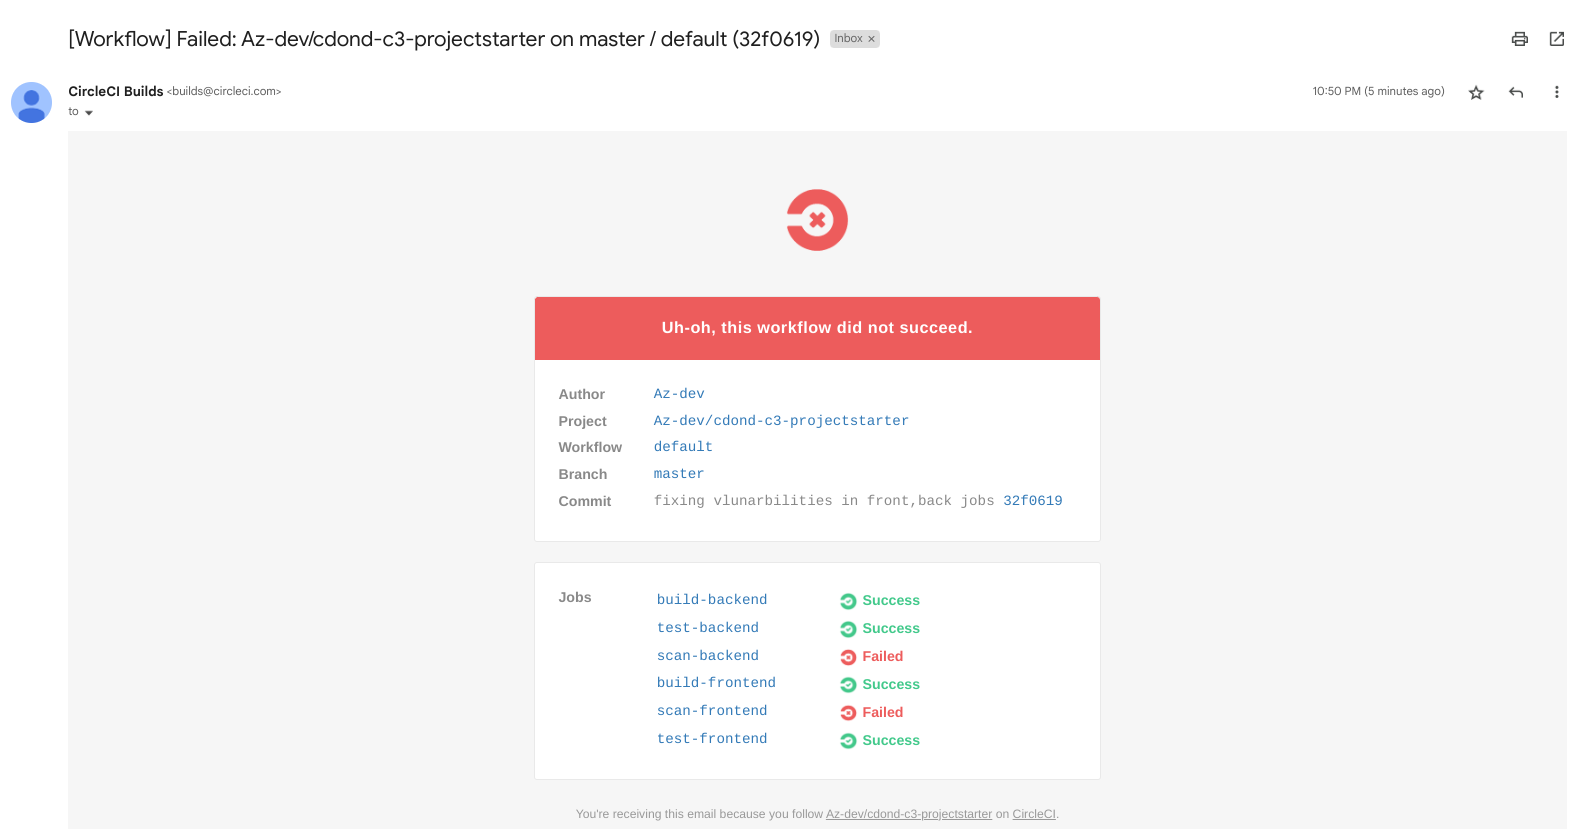 [Workflow] Failed: Az-dev/cdond-c3-projectstarter on master / default (32f0619) Inbox ×
CircleCI Builds <builds@circleci.com> 10:50 PM (5 minutes ago)
to
Uh-oh, this workflow did not succeed.
Author Az-dev
Project Az-dev/cdond-c3-projectstarter
Workflow default
Branch master
Commit fixing vlunarbilities in front,back jobs 32f0619
Jobs build-backend Success
test-backend Success
scan-backend Failed
build-frontend Success
scan-frontend Failed
test-frontend Success
You're receiving this email because you follow Az-dev/cdond-c3-projectstarter on CircleCI.